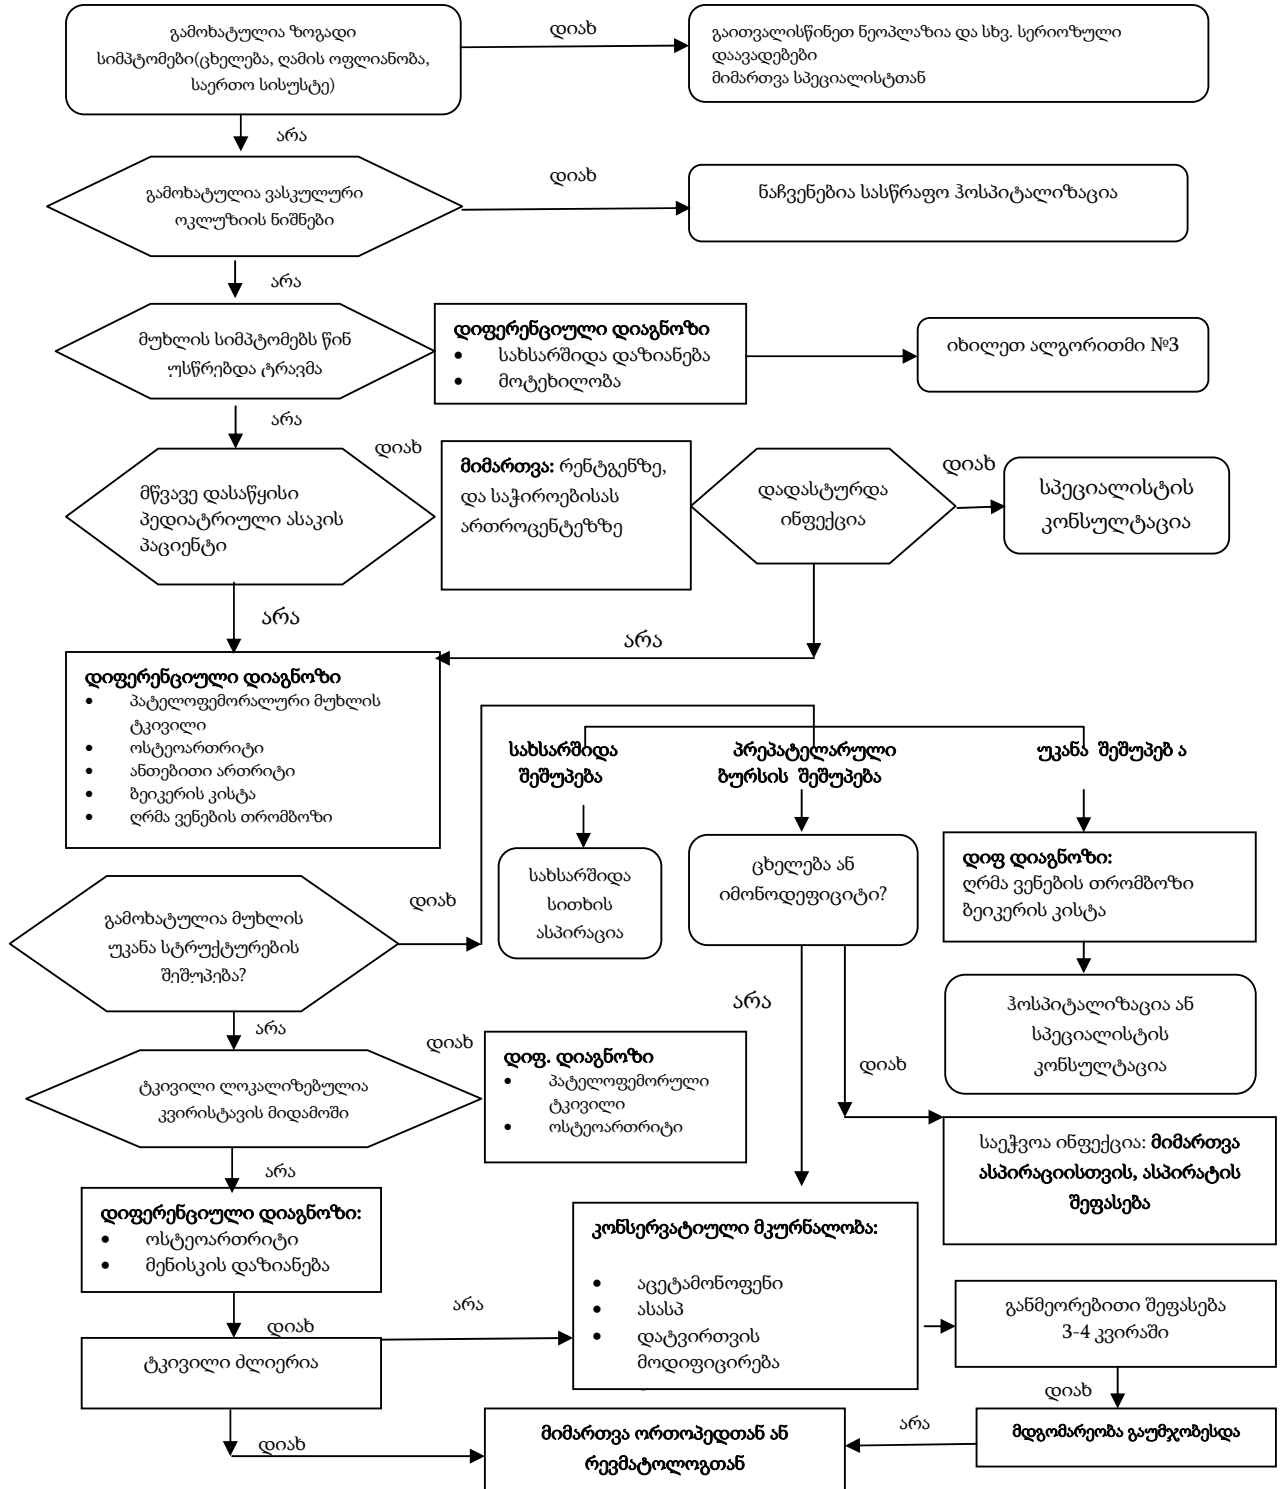 გამოხატულია ზოგადი
სიმპტომები(ცხელება, ღამის ოფლიანობა,
საერთო სისუსტე)
დიახ
გაითვალისწინეთ ნეოპლაზია და სხვ. სერიოზული
დაავადებები
მიმართვა სპეციალისტთან
არა
გამოხატულია ვასკულური
ოკლუზიის ნიშნები
დიახ
ნაჩვენებია სასწრაფო ჰოსპიტალიზაცია
არა
მუხლის სიმპტომებს წინ
უსწრებდა ტრავმა
დიფერენციული დიაგნოზი
• სახსარშიდა დაზიანება
• მოტეხილობა
იხილეთ ალგორითმი №3
არა
დიახ
მწვავე დასაწყისი
პედიატრიული ასაკის
პაციენტი
მიმართვა: რენტგენზე,
და საჭიროებისას
ართროცენტეზზე
დადასტურდა
ინფექცია
დიახ
სპეციალისტის
კონსულტაცია
არა
არა
დიფერენციული დიაგნოზი
• პატელოფემორალური მუხლის
ტკივილი
• ოსტეოართრიტი
• ანთებითი ართრიტი
• ბეიკერის კისტა
• ღრმა ვენების თრომბოზი
სახსარშიდა
შეშუპება
პრეპატელარული
ბურსის შეშუპება
უკანა შეშუპებ ა
სახსარშიდა
სითხის
ასპირაცია
ცხელება ან
იმონოდეფიციტი?
დიფ დიაგნოზი:
ღრმა ვენების თრომბოზი
ბეიკერის კისტა
გამოხატულია მუხლის
უკანა სტრუქტურების
შეშუპება?
დიახ
არა
ჰოსპიტალიზაცია ან
სპეციალისტის
კონსულტაცია
არა
დიახ
ტკივილი ლოკალიზებულია
კვირისტავის მიდამოში
დიფ. დიაგნოზი
• პატელოფემორული
ტკივილი
• ოსტეოართრიტი
დიახ
საეჭვოა ინფექცია: მიმართვა
ასპირაციისთვის, ასპირატის
შეფასება
არა
დიფერენციული დიაგნოზი:
• ოსტეოართრიტი
• მენისკის დაზიანება
კონსერვატიული მკურნალობა:
• აცეტამონოფენი
• ასასპ
• დატვირთვის
მოდიფიცირება
განმეორებითი შეფასება
3-4 კვირაში
არა
დიახ
ტკივილი ძლიერია
დიახ
მდგომარეობა გაუმჯობესდა
არა
დიახ
მიმართვა ორთოპედთან ან
რევმატოლოგთან